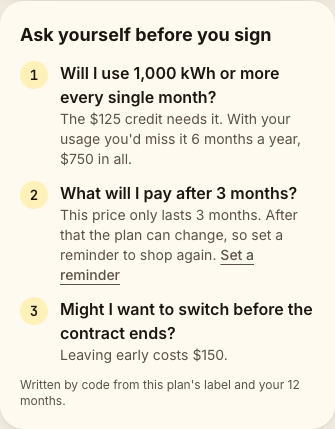 Ask yourself before you sign
1 Will I use 1,000 kWh or more
every single month?
The $125 credit needs it. With your
usage you'd miss it 6 months a year,
$750 in all.
2 What will I pay after 3 months?
This price only lasts 3 months. After
that the plan can change, so set a
reminder to shop again. Set a
reminder
3 Might I want to switch before the
contract ends?
Leaving early costs $150.
Written by code from this plan's label and your 12
months.